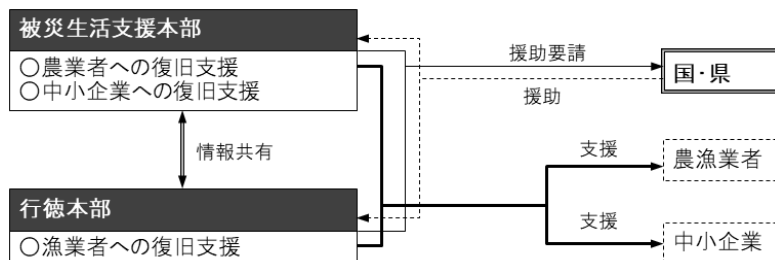 被災生活支援本部
○農業者への復旧支援
○中小企業への復旧支援
援助要請
国・県
援助
情報共有
支援
農漁業者
行徳本部
○漁業者への復旧支援
支援
中小企業